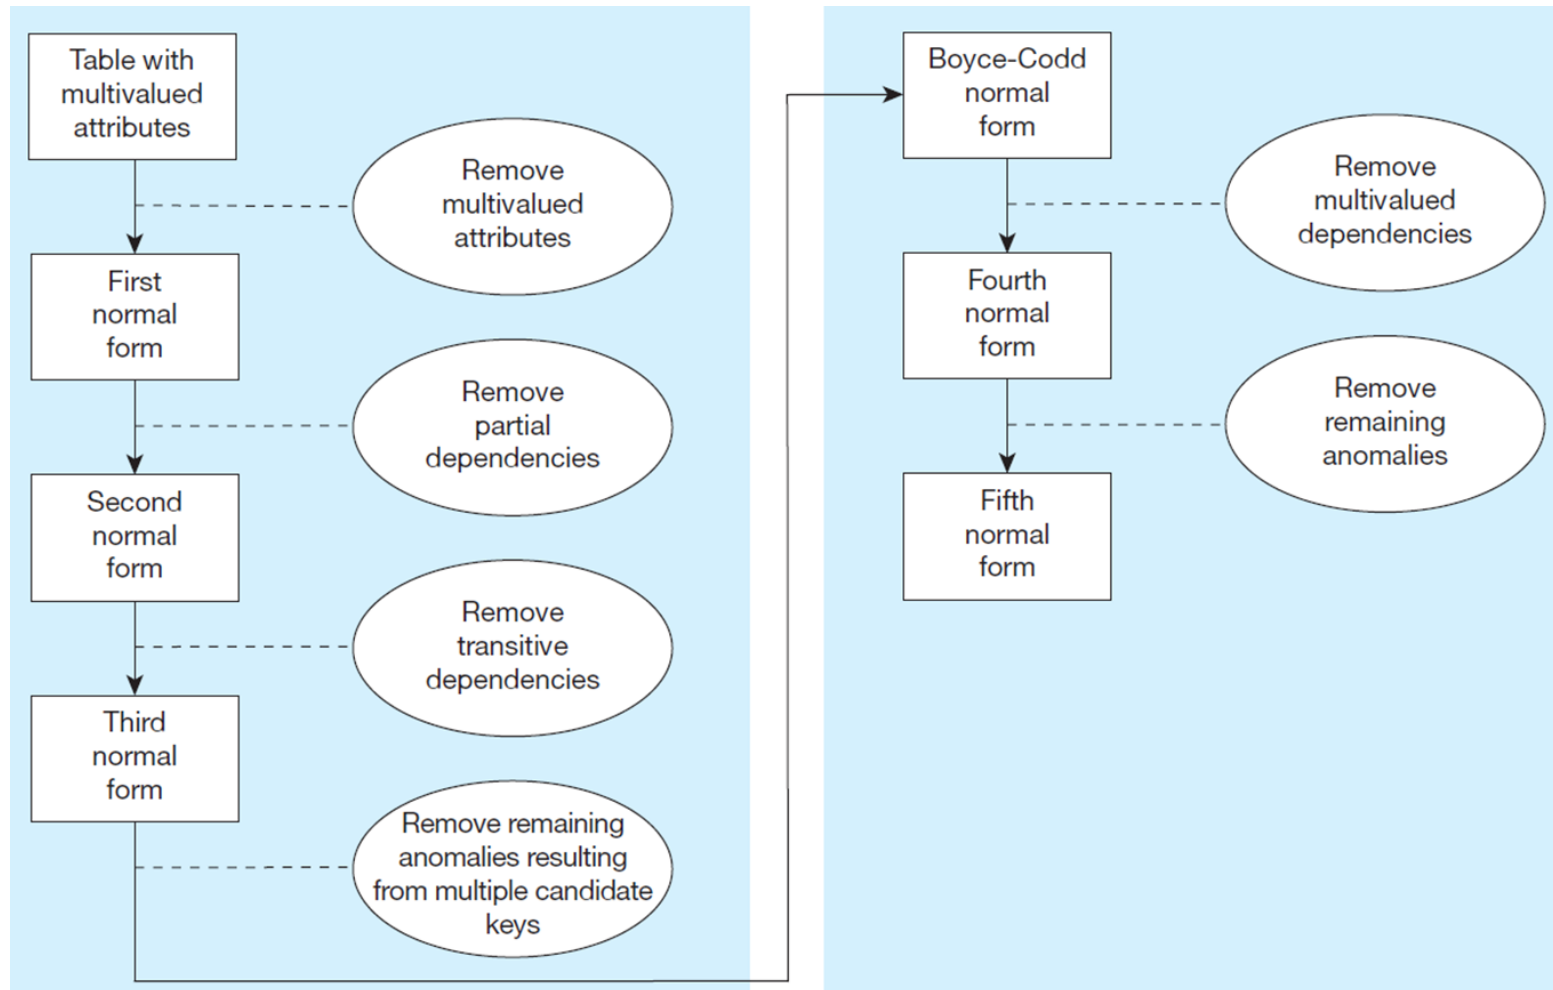 Table with
multivalued
attributes
Remove
multivalued
attributes
First
normal
form
Remove
partial
dependencies
Second
normal
form
Remove
transitive
dependencies
Third
normal
form
Remove remaining
anomalies resulting
from multiple candidate
keys
Boyce-Codd
normal
form
Remove
multivalued
dependencies
Fourth
normal
form
Remove
remaining
anomalies
Fifth
normal
form